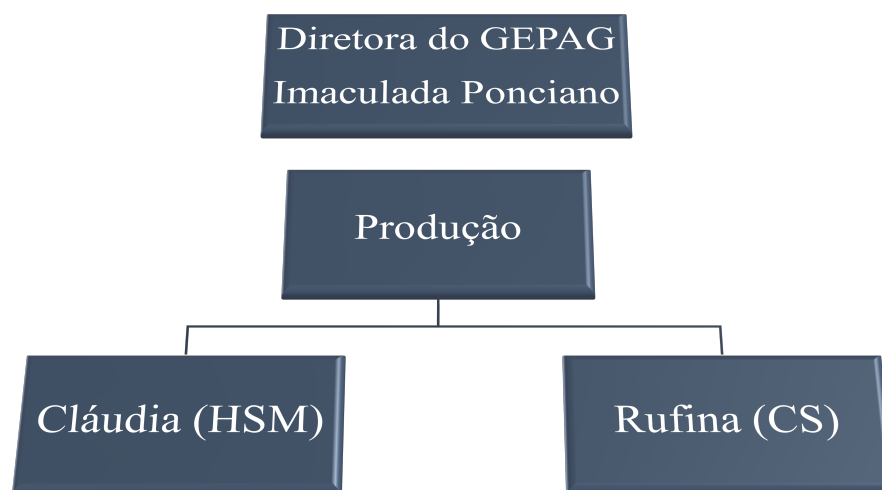 Diretora do GEPAG
Imaculada Ponciano
Produção
Cláudia (HSM)
Rufina (CS)